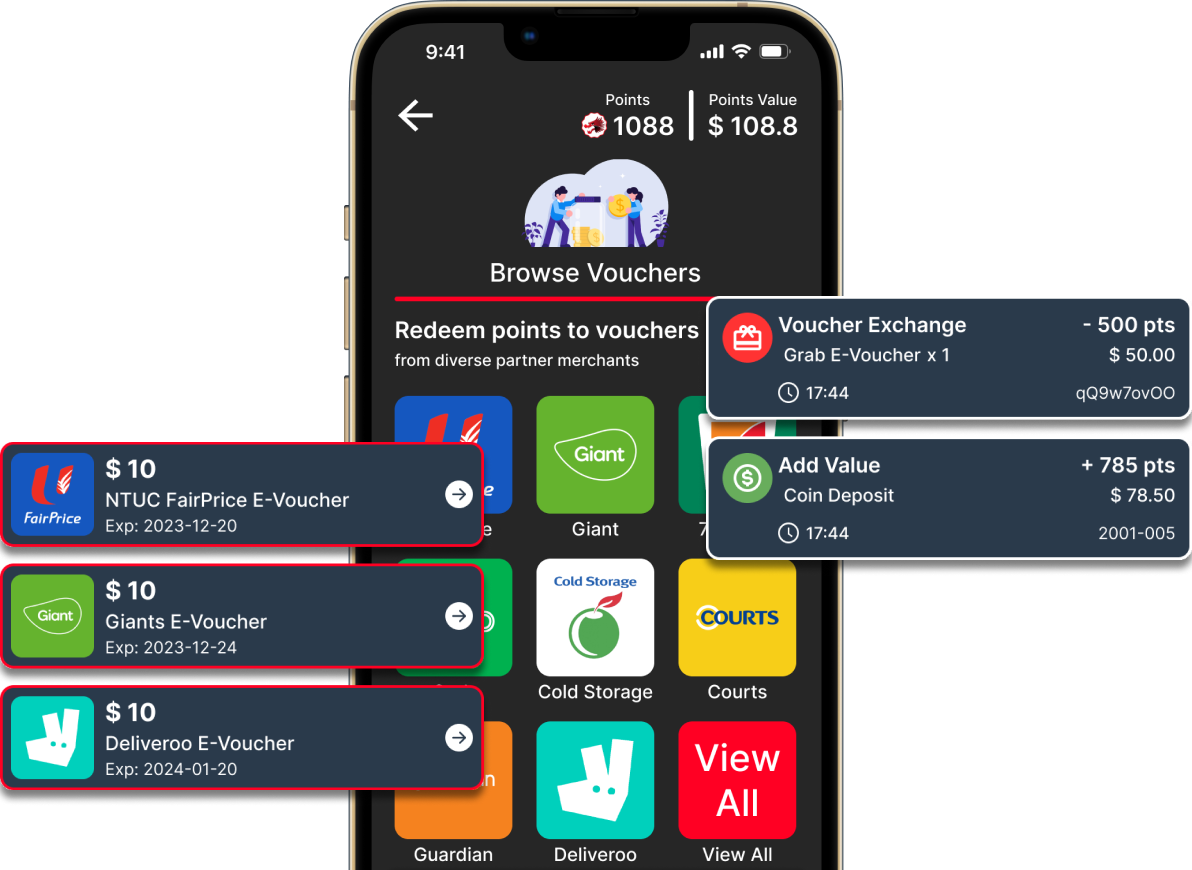 9:41
Points
1088
Points Value
$ 108.8
Browse Vouchers
Redeem points to vouchers
from diverse partner merchants
Voucher Exchange
- 500 pts
Grab E-Voucher x 1
$ 50.00
17:44
qQ9w7ovOO
Add Value
+ 785 pts
Coin Deposit
$ 78.50
17:44
2001-005
FairPrice
$ 10
NTUC FairPrice E-Voucher
Exp: 2023-12-20
Giant
$ 10
Giants E-Voucher
Exp: 2023-12-24
$ 10
Deliveroo E-Voucher
Exp: 2024-01-20
Giant
Giant
Cold Storage
Cold Storage
COURTS
Courts
Guardian
Deliveroo
View
All
View All